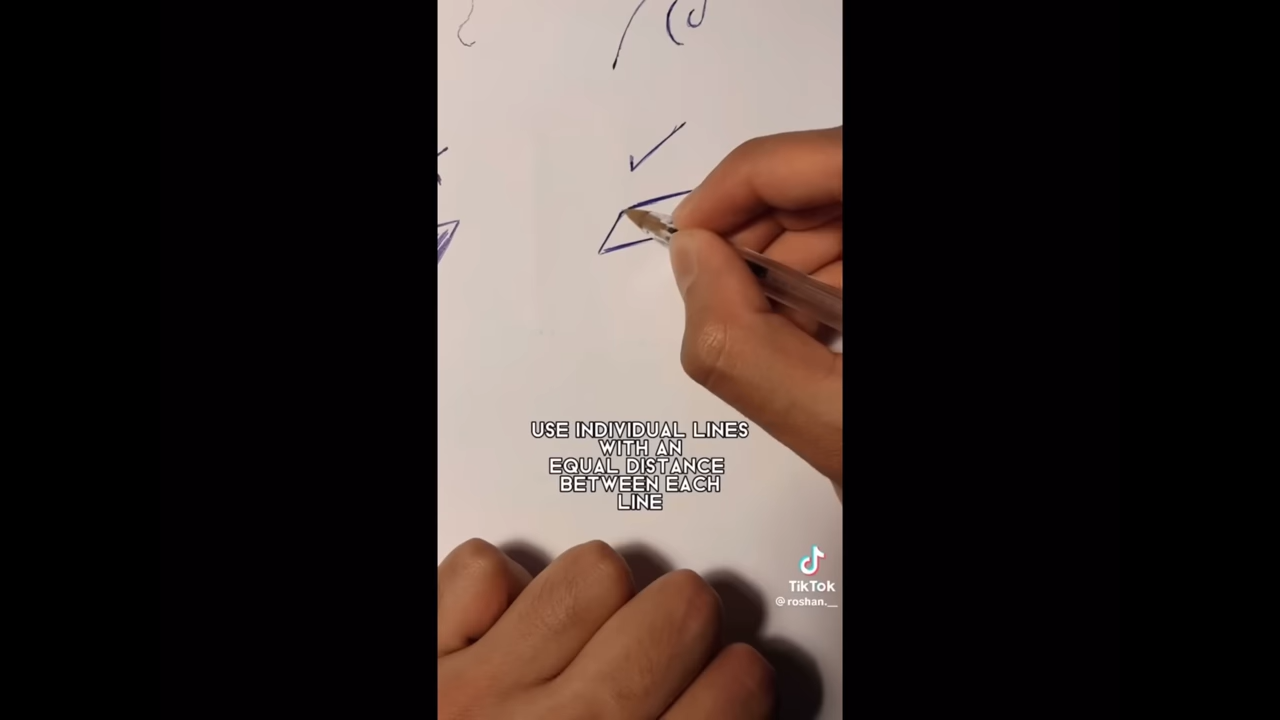 USE INDIVIDUAL LINES
WITH AN
EQUAL DISTANCE
BETWEEN EACH
LINE
TikTok
@roshan.__